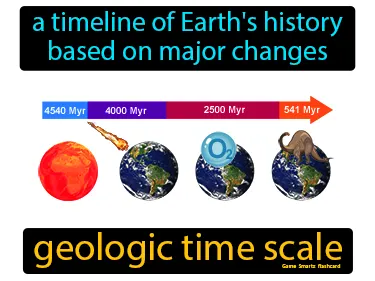 a timeline of Earth's history
based on major changes
4540 Myr 4000 Myr 2500 Myr 541 Myr
O₂
geologic time scale
Game Smartz flashcard